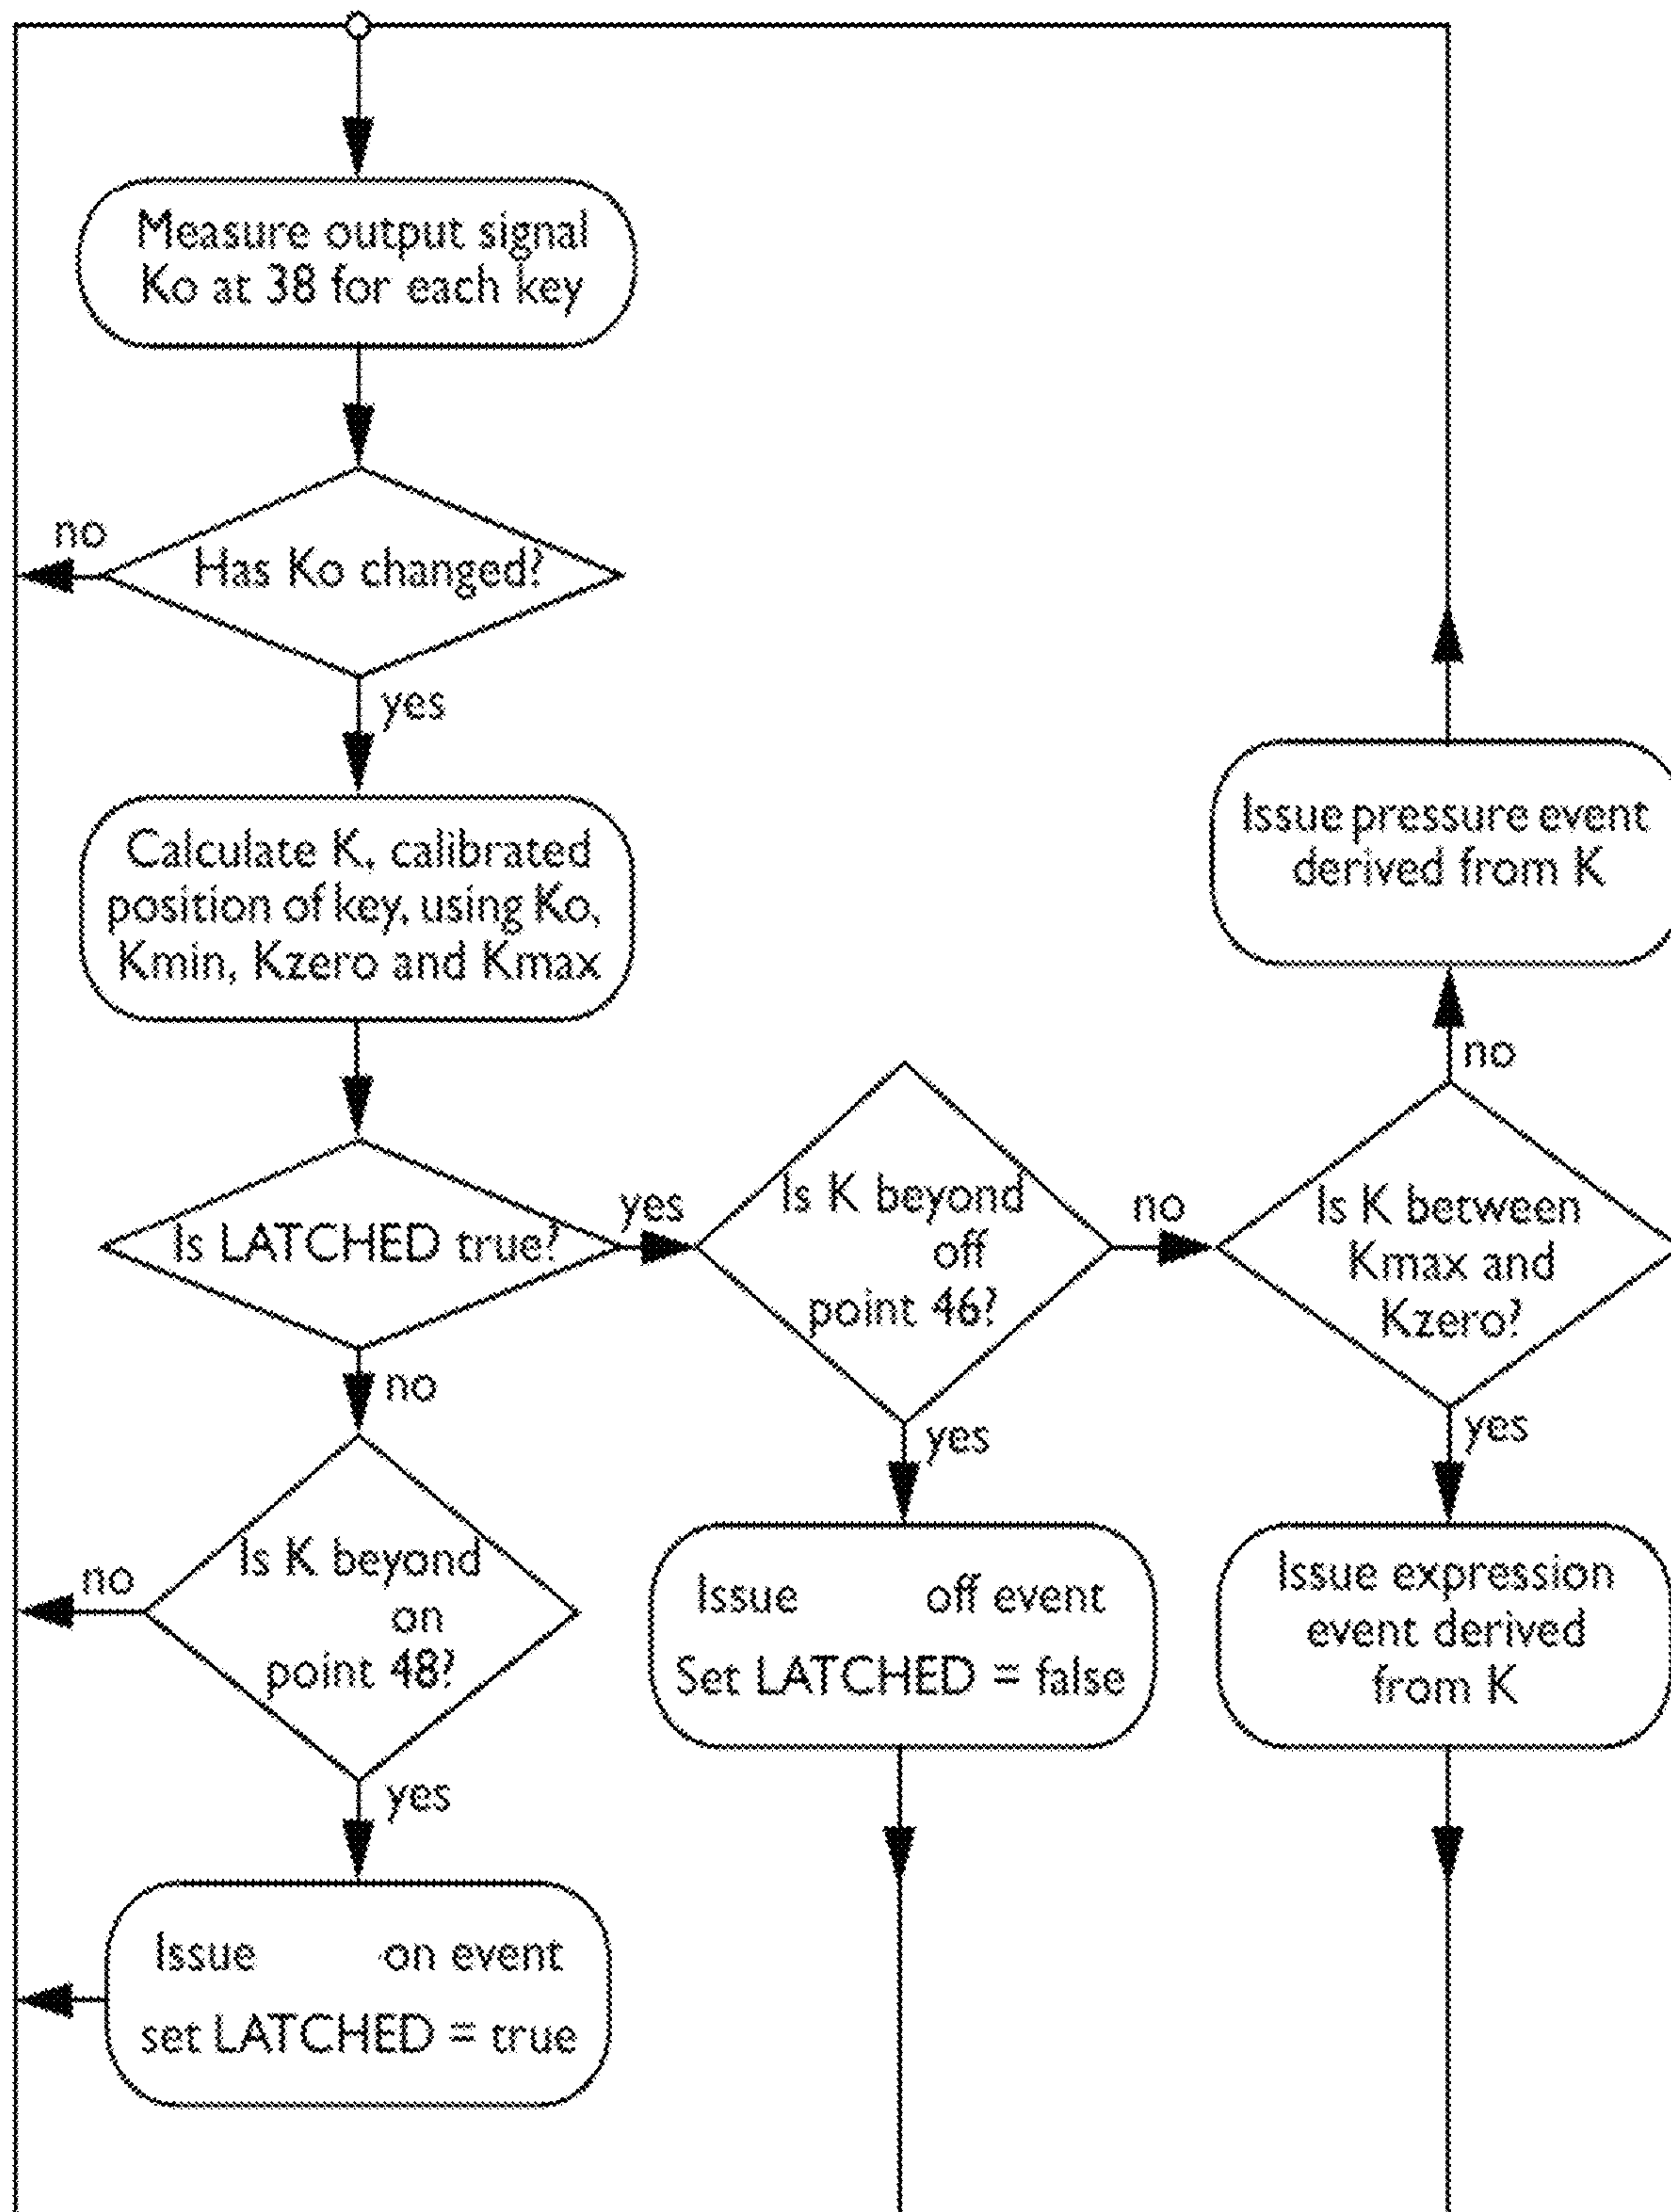 Measure output signal
Ko at 38 for each key
no
Has Ko changed?
yes
Calculate K, calibrated
position of key, using Ko,
Kmin, Kzero and Kmax
Is LATCHED true?
yes
no
Is K beyond
on
point 48?
no
yes
Issue on event
set LATCHED = true
Is K beyond
off
point 46?
no
yes
Issue off event
Set LATCHED = false
Issue pressure event
derived from K
no
Is K between
Kmax and
Kzero?
yes
Issue expression
event derived
from K